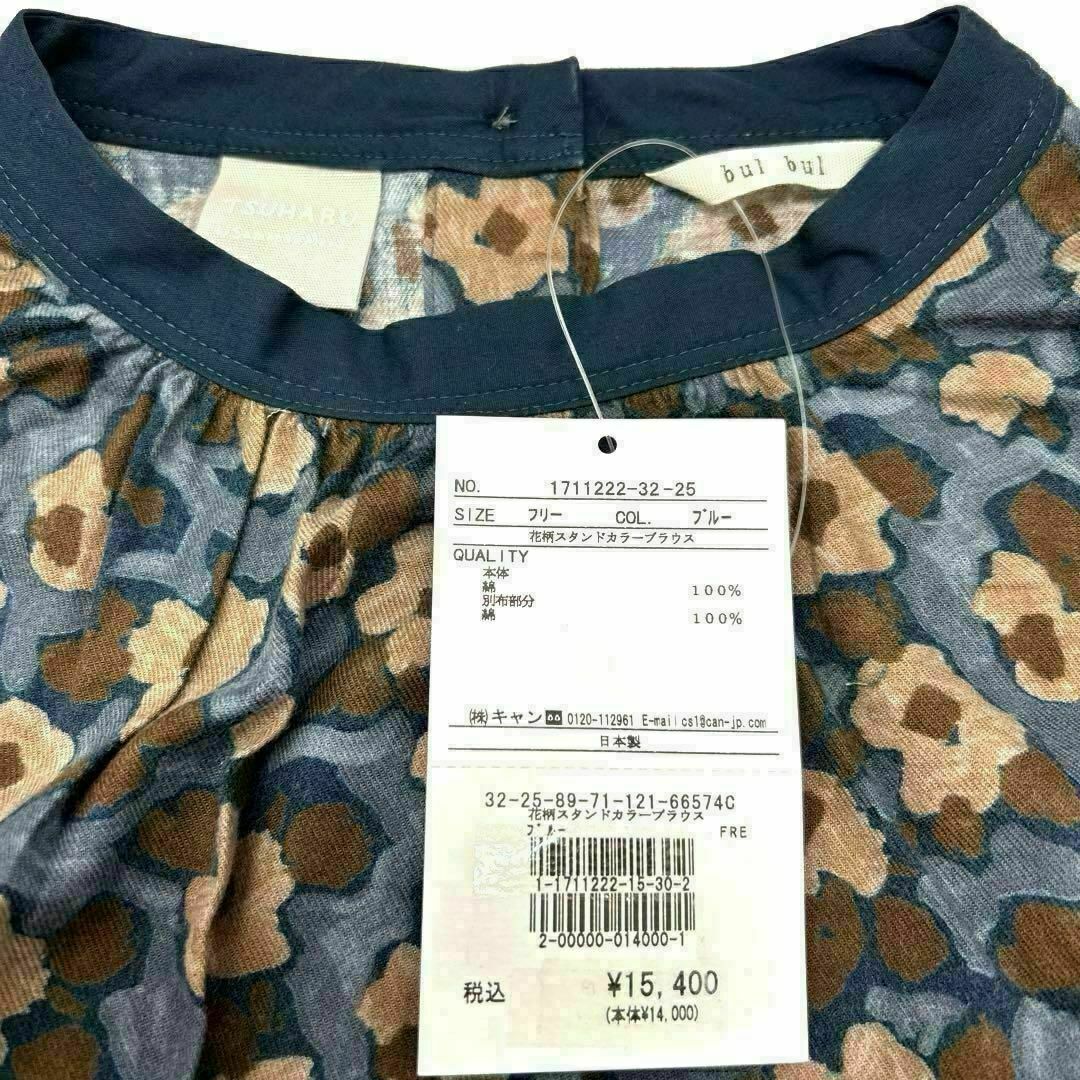 bul bul
TSUHARU
NO. 1711222-32-25
SIZE フリー COL. ブルー
花柄スタンドカラーブラウス
QUALITY
本体
綿 100%
別布部分
綿 100%
㈱キャン 0120-112961 E-mail cs1@can-jp.com
日本製
32-25-89-71-121-66574C
花柄スタンドカラーブラウス
ブルー FRE
1-1711222-15-30-2
2-00000-014000-1
税込 ¥15,400
(本体¥14,000)